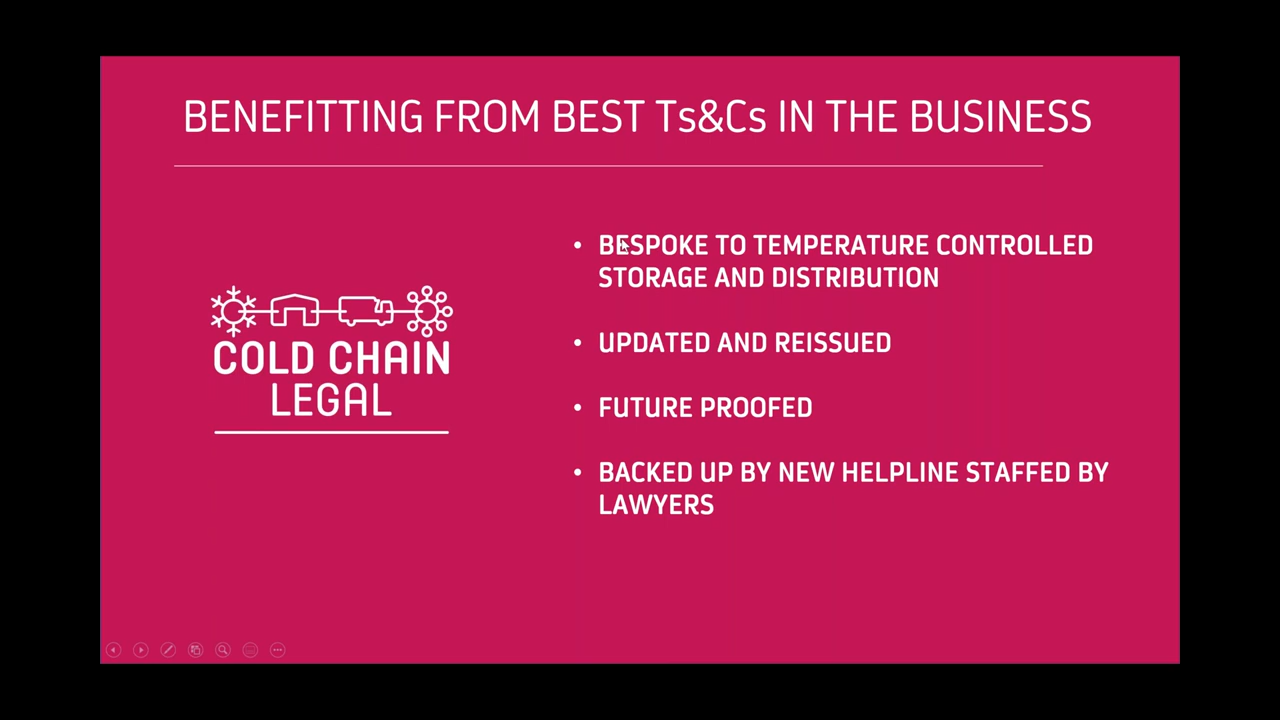 BENEFITTING FROM BEST Ts&Cs IN THE BUSINESS
COLD CHAIN
LEGAL
• BESPOKE TO TEMPERATURE CONTROLLED
STORAGE AND DISTRIBUTION
• UPDATED AND REISSUED
• FUTURE PROOFED
• BACKED UP BY NEW HELPLINE STAFFED BY
LAWYERS